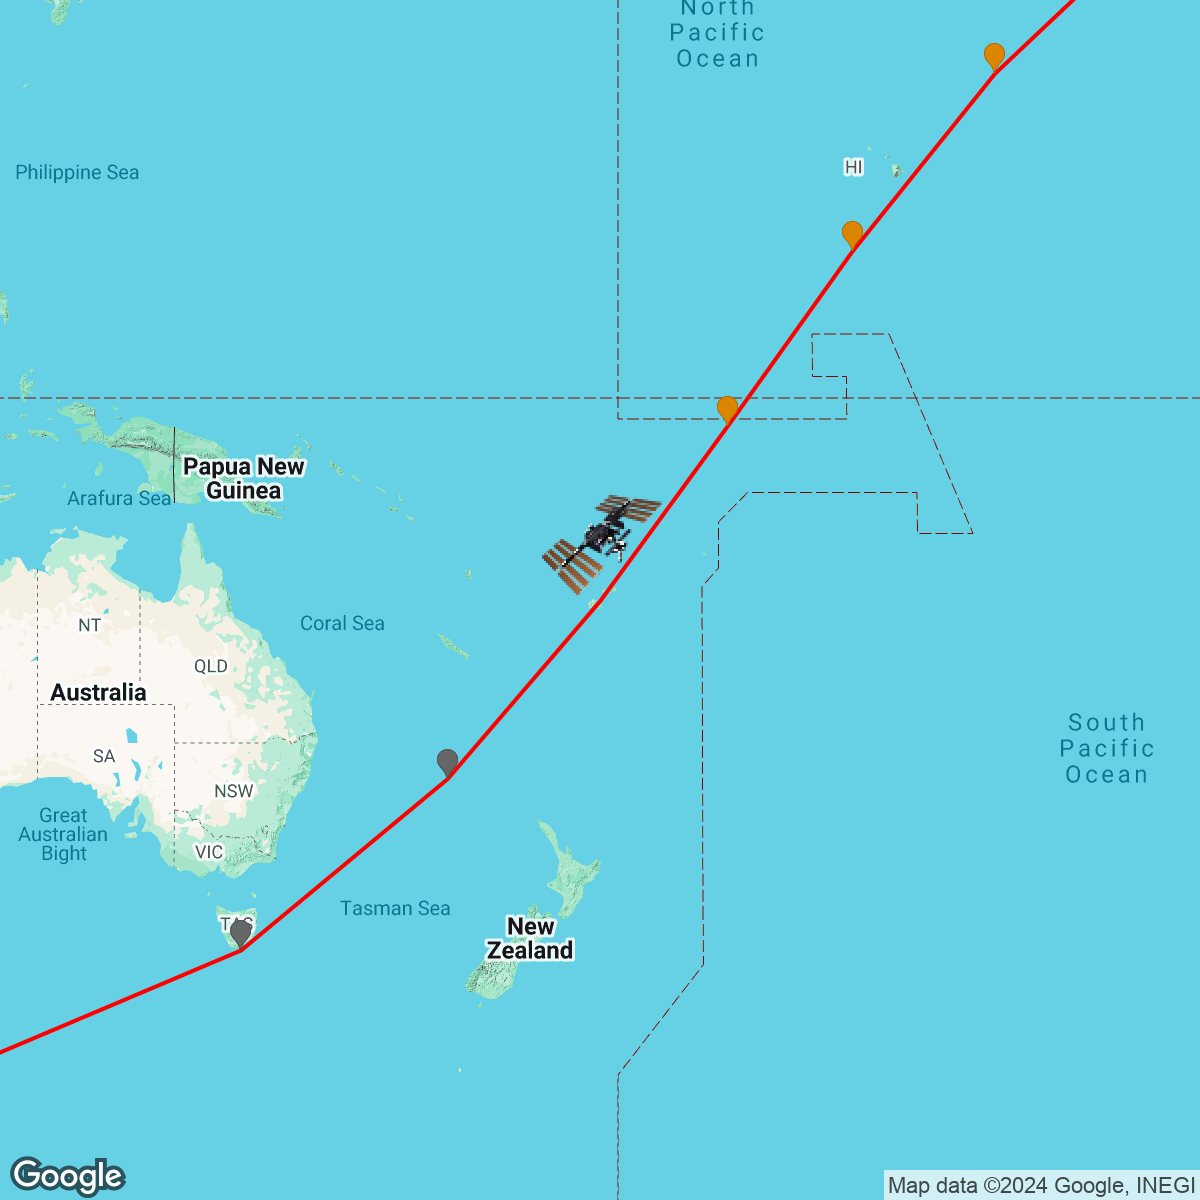 North
Pacific
Ocean
HI
Philippine Sea
Papua New
Guinea
Arafura Sea
NT
Coral Sea
QLD
Australia
South
Pacific
Ocean
SA
NSW
Great
Australian
Bight
VIC
TAS
Tasman Sea
New
Zealand
Google
Map data ©2024 Google, INEGI